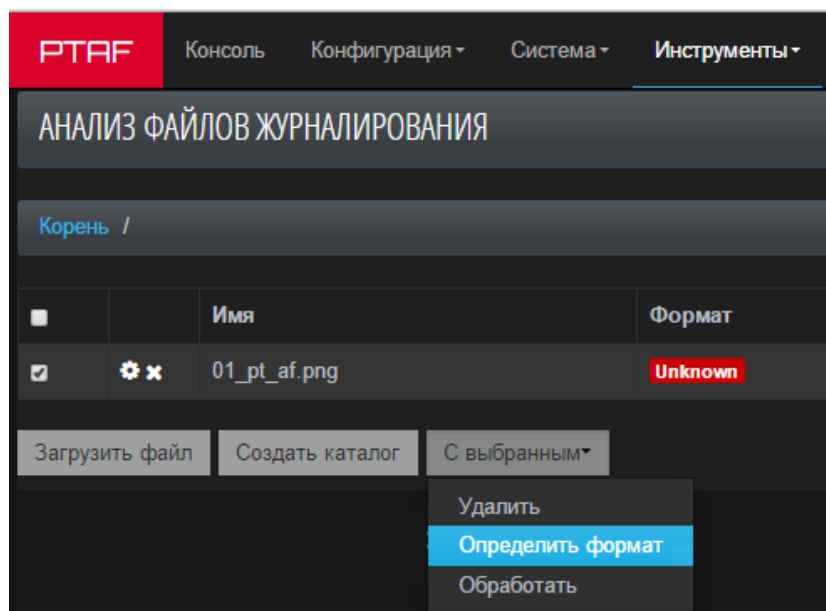 PTAF Консоль Конфигурация Система Инструменты
АНАЛИЗ ФАЙЛОВ ЖУРНАЛИРОВАНИЯ
Корень /
Имя Формат
01_pt_af.png Unknown
Загрузить файл Создать каталог С выбранным
Удалить
Определить формат
Обработать